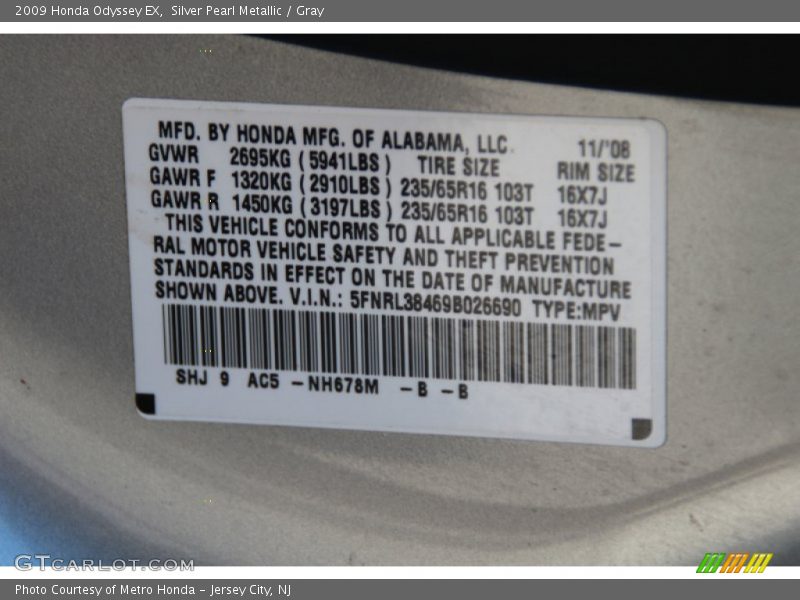 2009 Honda Odyssey EX,  Silver Pearl Metallic / Gray
MFD. BY HONDA MFG. OF ALABAMA, LLC. 11/'08
GVWR 2695KG (5941LBS) TIRE SIZE RIM SIZE
GAWR F 1320KG (2910LBS) 235/65R16 103T 16X7J
GAWR R 1450KG (3197LBS) 235/65R16 103T 16X7J
THIS VEHICLE CONFORMS TO ALL APPLICABLE FEDE-
RAL MOTOR VEHICLE SAFETY AND THEFT PREVENTION
STANDARDS IN EFFECT ON THE DATE OF MANUFACTURE
SHOWN ABOVE. V.I.N.: 5FNRL38469B026690 TYPE:MPV
SHJ 9 AC5 -NH678M -B -B
GTCARLOT.COM
Photo Courtesy of Metro Honda - Jersey City, NJ